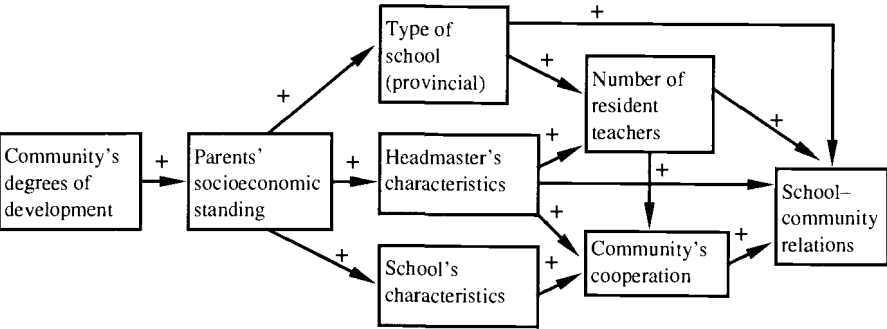 Community's
degrees of
development
+
Parents'
socioeconomic
standing
+
+
+
Type of
school
(provincial)
+
+
Headmaster's
characteristics
+
+
School's
characteristics
+
Number of
resident
teachers
+
+
Community's
cooperation
+
School–
community
relations